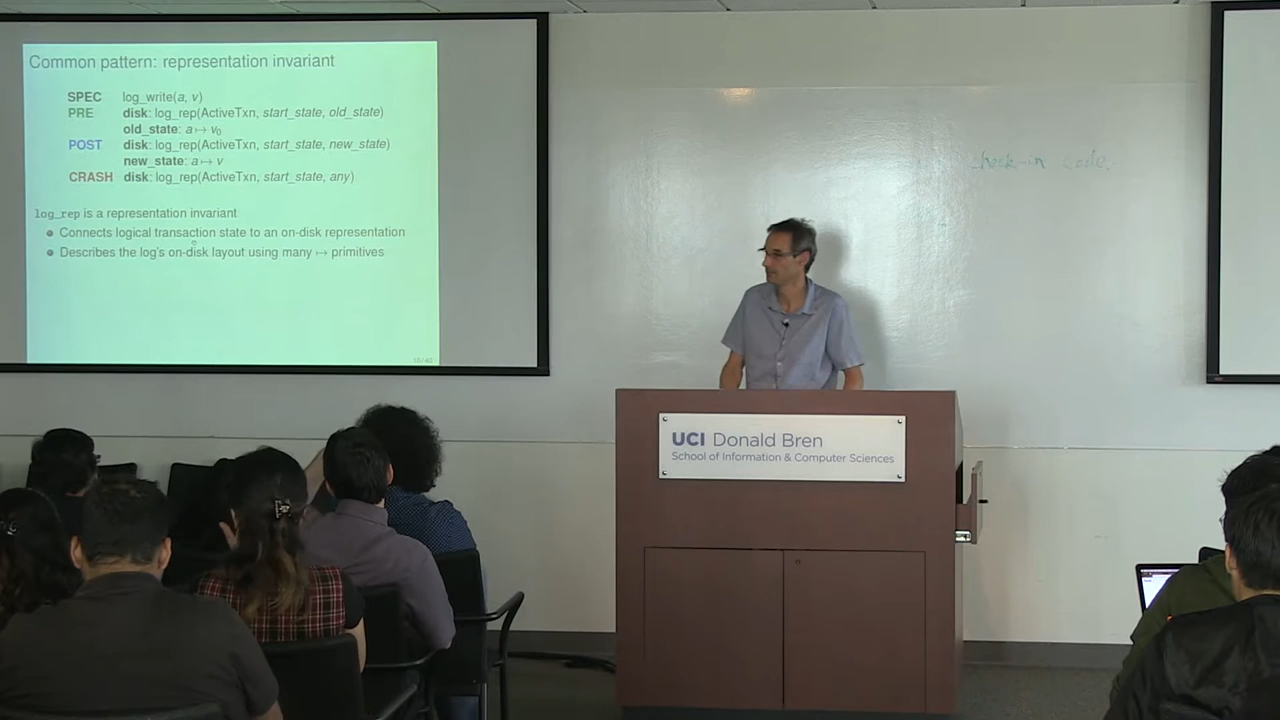 Common pattern: representation invariant
SPEC log_write(a, v)
PRE disk: log_rep(ActiveTxn, start_state, old_state)
old_state: a ↦ v₀
POST disk: log_rep(ActiveTxn, start_state, new_state)
new_state: a ↦ v
CRASH disk: log_rep(ActiveTxn, start_state, any)
log_rep is a representation invariant
● Connects logical transaction state to an on-disk representation
● Describes the log's on-disk layout using many ↦ primitives
check-in code.
UCI Donald Bren
School of Information & Computer Sciences